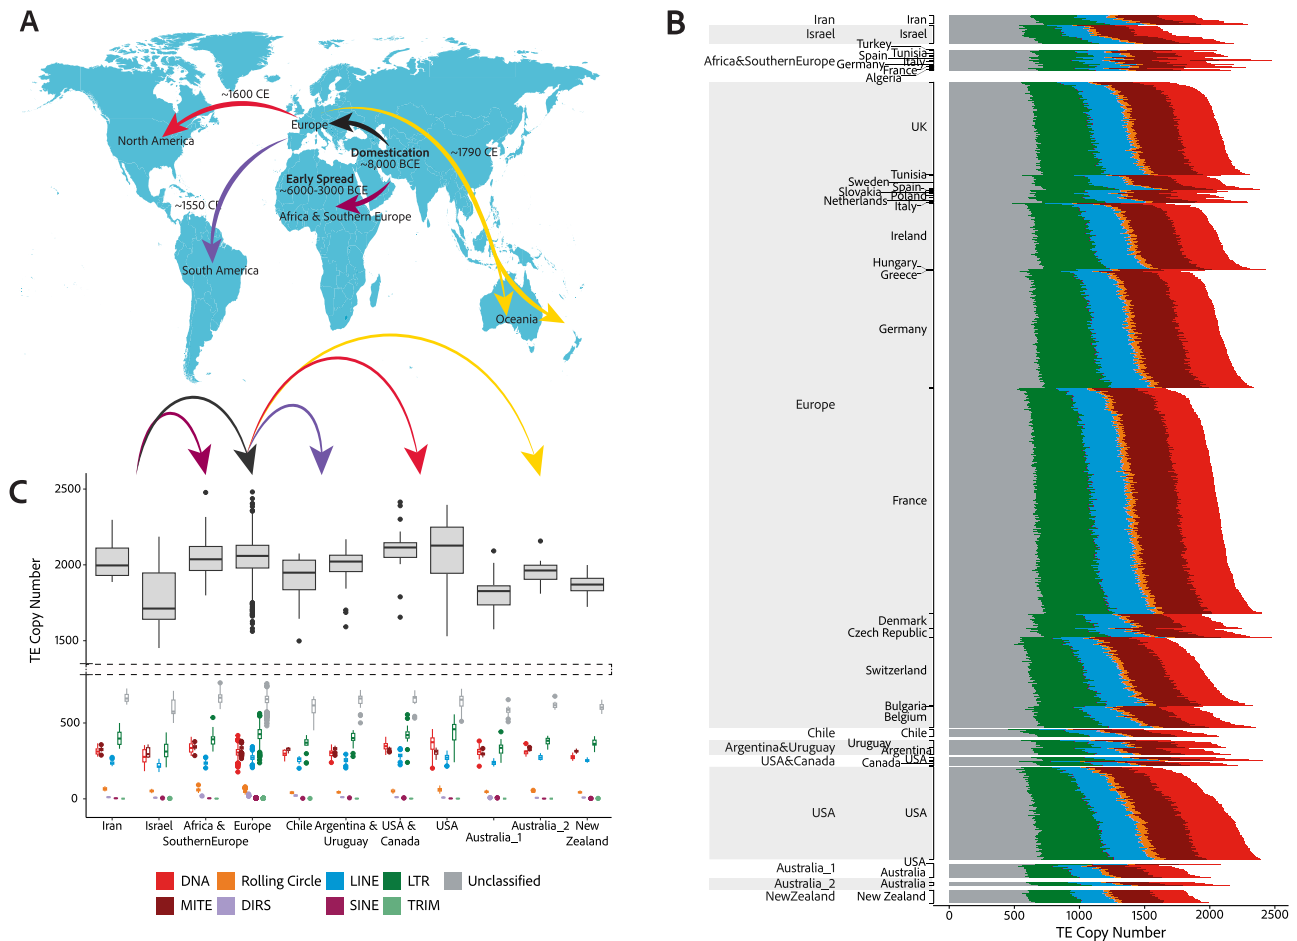 A
~1600 CE
North America
Europe
Domestication
~8,000 BCE
~1790 CE
Early Spread
~6000-3000 BCE
Africa & Southern Europe
~1550 CE
South America
Oceania
C
TE Copy Number
2500
2000
1500
500
0
Iran
Israel
Africa &
SouthernEurope
Europe
Chile
Argentina &
Uruguay
USA &
Canada
USA
Australia_1
Australia_2
New
Zealand
DNA
Rolling Circle
LINE
LTR
Unclassified
MITE
DIRS
SINE
TRIM
B
Iran
Israel
Africa&SouthernEurope
Europe
Chile
Argentina&Uruguay
USA&Canada
USA
Australia_1
Australia_2
NewZealand
Iran
Israel
Turkey
Spain
Tunisia
Italy
Germany
France
Algeria
UK
Tunisia
Sweden
Spain
Slovakia
Poland
Netherlands
Italy
Ireland
Hungary
Greece
Germany
France
Denmark
Czech Republic
Switzerland
Bulgaria
Belgium
Chile
Uruguay
Argentina
USA
Canada
USA
USA
Australia
Australia
New Zealand
0
500
1000
1500
2000
2500
TE Copy Number